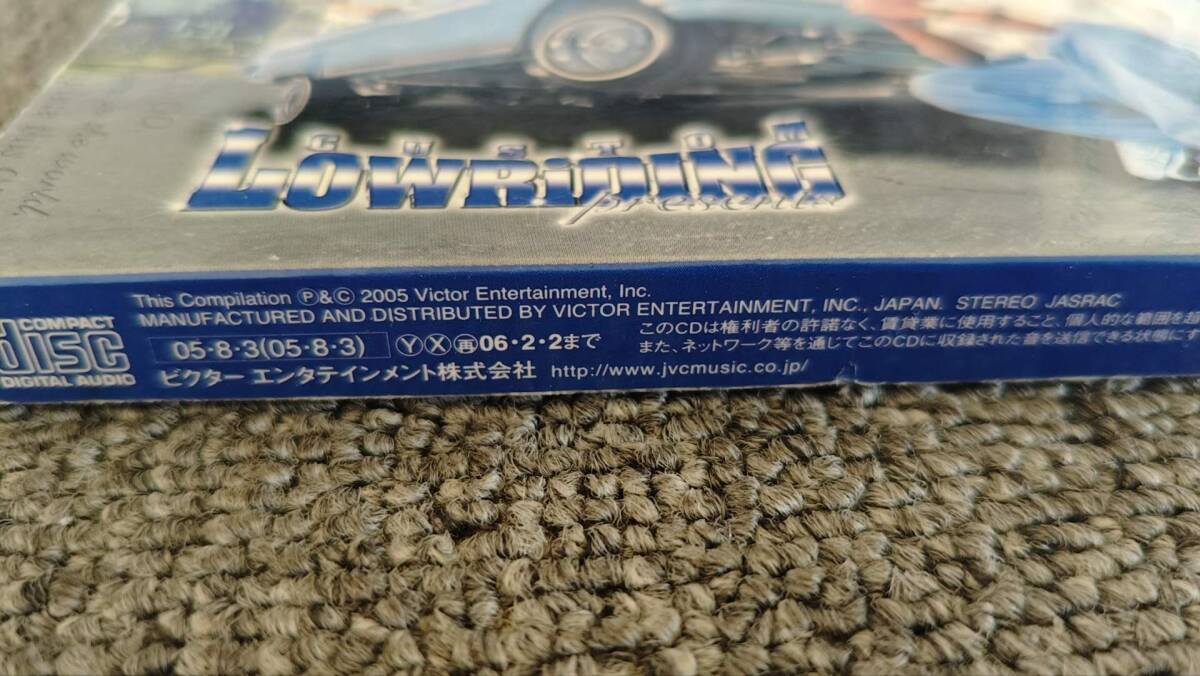 CUSTOM
LOWRiDING
presents
This Compilation Ⓟ&Ⓒ 2005 Victor Entertainment, Inc.
MANUFACTURED AND DISTRIBUTED BY VICTOR ENTERTAINMENT, INC., JAPAN. STEREO JASRAC
COMPACT
disc
DIGITAL AUDIO
05・8・3(05・8・3)
ⓎⓍ㊢06・2・2まで
ビクター エンタテインメント株式会社 http://www.jvcmusic.co.jp/
このCDは権利者の許諾なく、賃貸業に使用すること、個人的な範囲を
また、ネットワーク等を通じてこのCDに収録された音を送信できる状態に